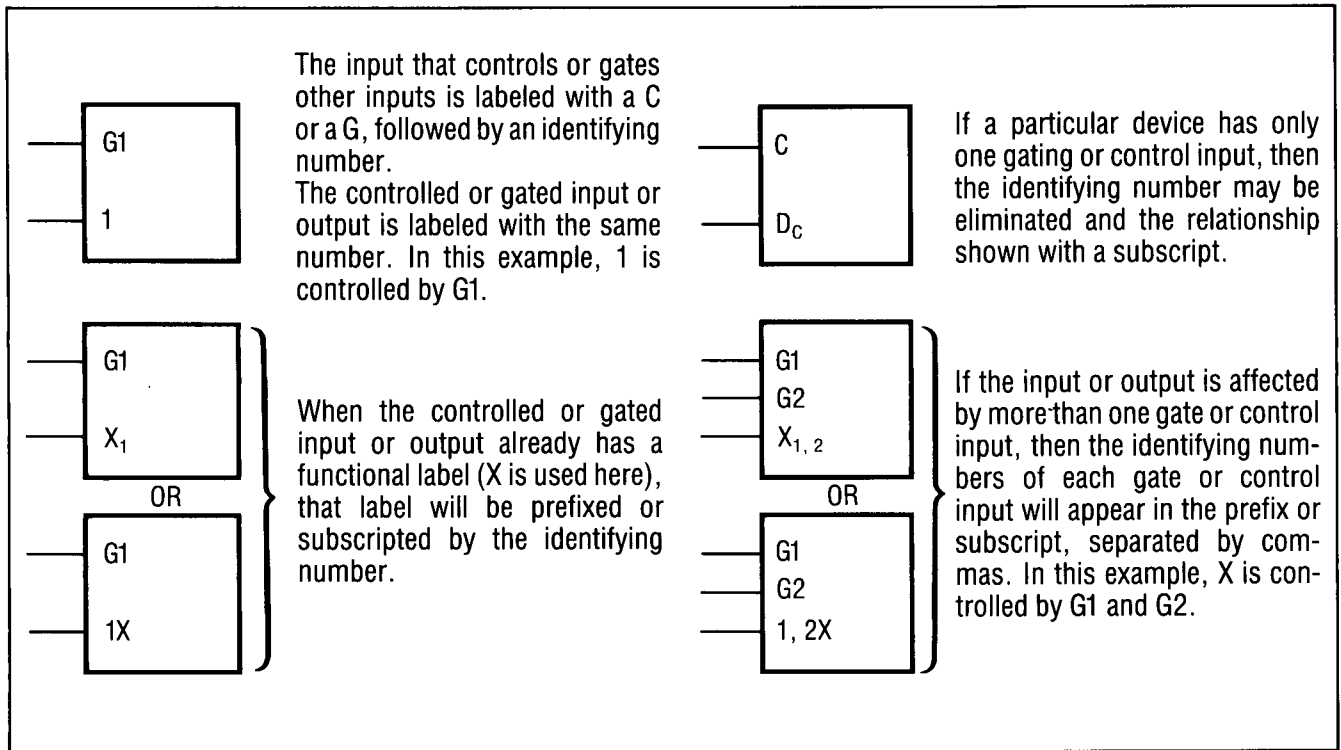 G1
1
The input that controls or gates
other inputs is labeled with a C
or a G, followed by an identifying
number.
The controlled or gated input or
output is labeled with the same
number. In this example, 1 is
controlled by G1.
C
D_C
If a particular device has only
one gating or control input, then
the identifying number may be
eliminated and the relationship
shown with a subscript.
G1
X₁
OR
G1
1X
When the controlled or gated
input or output already has a
functional label (X is used here),
that label will be prefixed or
subscripted by the identifying
number.
G1
G2
X₁, ₂
OR
G1
G2
1, 2X
If the input or output is affected
by more than one gate or control
input, then the identifying num-
bers of each gate or control
input will appear in the prefix or
subscript, separated by com-
mas. In this example, X is con-
trolled by G1 and G2.